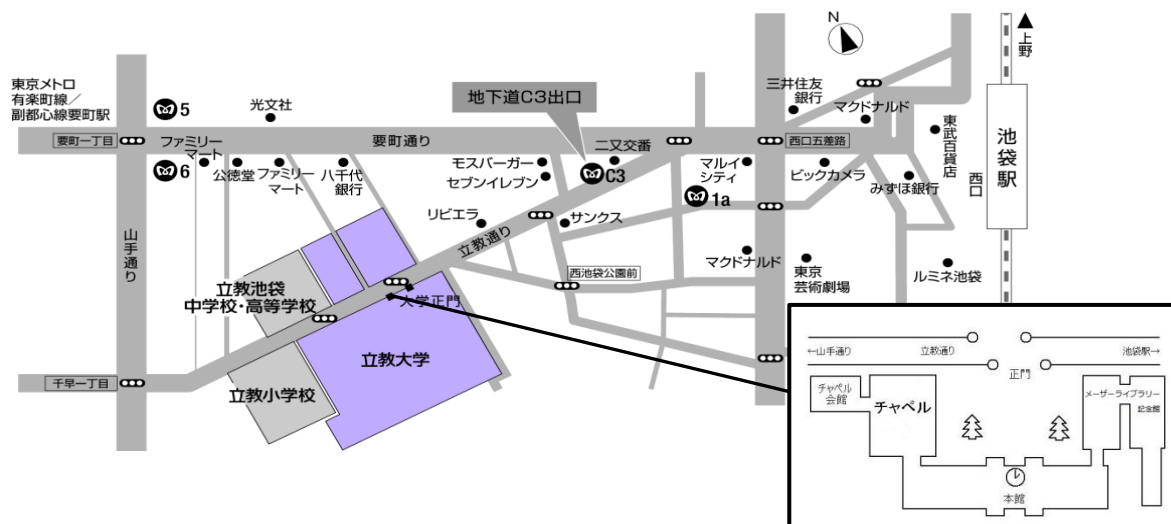 N
▲
上野
東京メトロ
有楽町線／
副都心線要町駅
5
光文社
地下道C3出口
三井住友
銀行
マクドナルド
要町一丁目
ファミリー
マート
要町通り
二又交番
西口五差路
東武百貨店
池袋駅
6
公徳堂
ファミリー
マート
八千代
銀行
モスバーガー
セブンイレブン
C3
マルイ
シティ
ビックカメラ
みずほ銀行
西口
1a
リビエラ
サンクス
立教通り
山手通り
西池袋公園前
マクドナルド
東京
芸術劇場
ルミネ池袋
立教池袋
中学校・高等学校
大学正門
立教大学
千早一丁目
立教小学校
←山手通り
立教通り
池袋駅→
正門
チャペル
会館
チャペル
メーザーライブラリー
記念館
本館